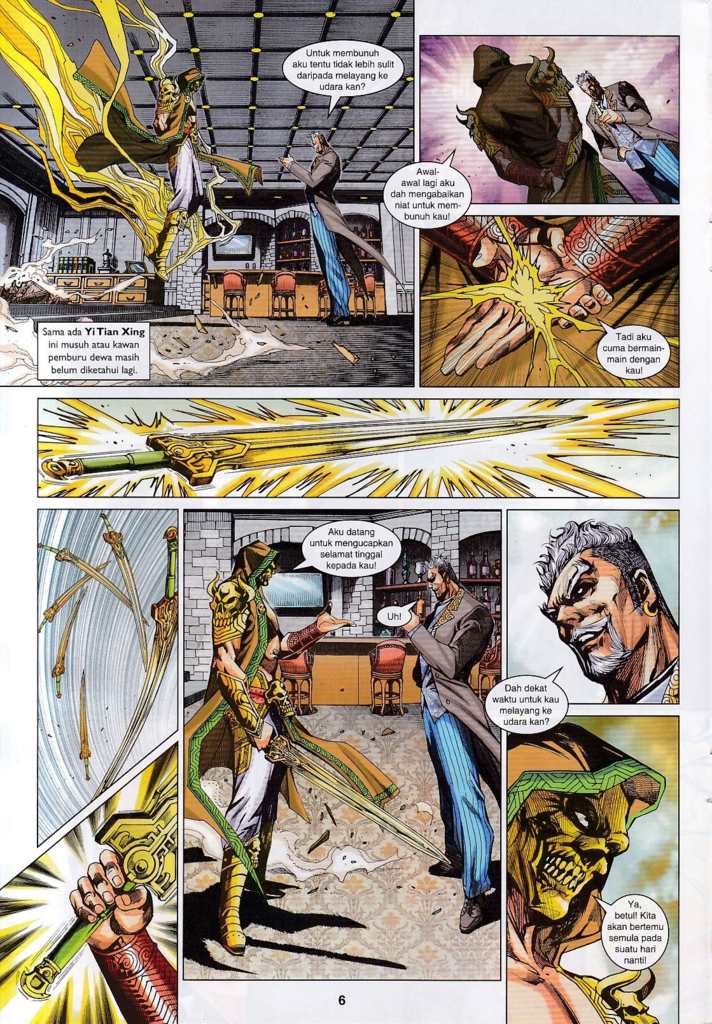 Untuk membunuh
aku tentu tidak lebih sulit
daripada melayang ke
udara kan?
Sama ada Yi Tian Xing
ini musuh atau kawan
pemburu dewa masih
belum diketahui lagi.
Awal-
awal lagi aku
dah mengabaikan
niat untuk mem-
bunuh kau!
Tadi aku
cuma bermain-
main dengan
kau!
Aku datang
untuk mengucapkan
selamat tinggal
kepada kau!
Uh!
Dah dekat
waktu untuk kau
melayang ke
udara kan?
Ya,
betul! Kita
akan bertemu
semula pada
suatu hari
nanti!
6